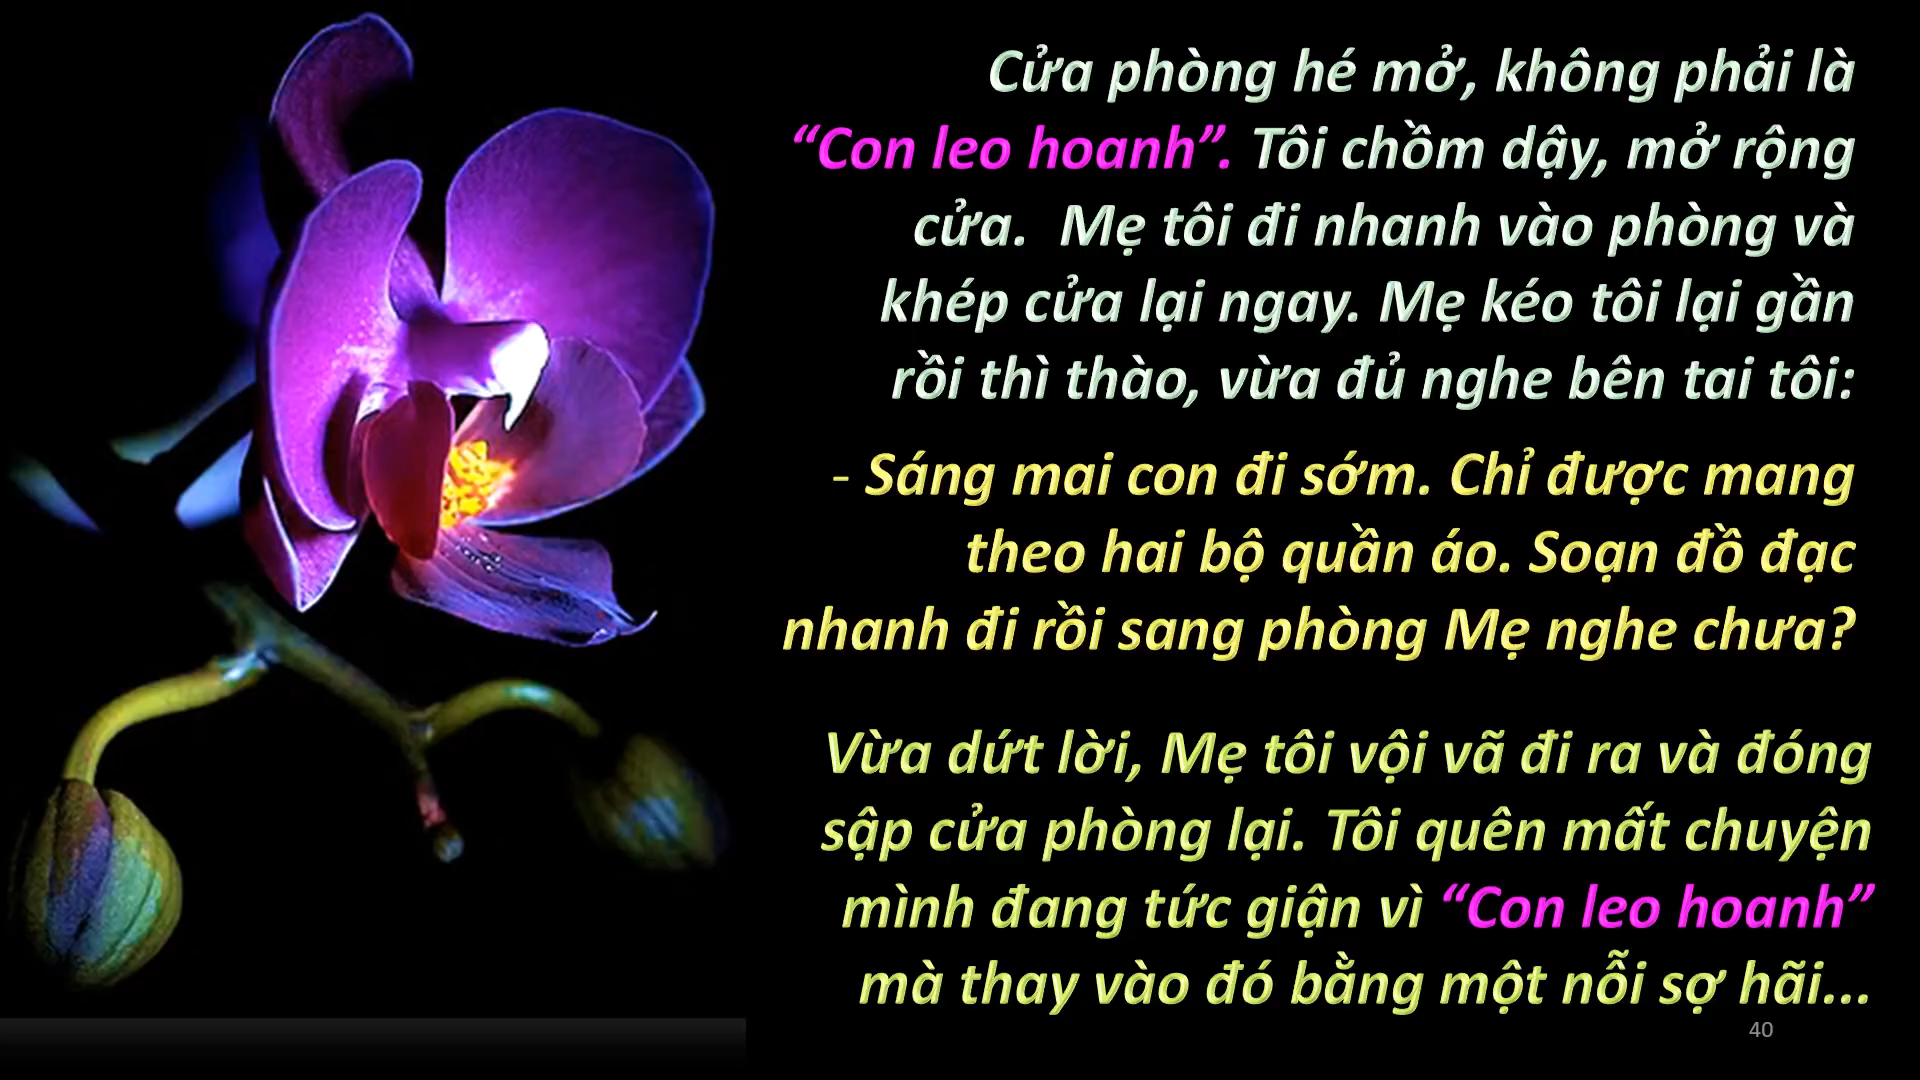 Cửa phòng hé mở, không phải là
“Con leo hoanh”. Tôi chồm dậy, mở rộng
cửa.  Mẹ tôi đi nhanh vào phòng và
khép cửa lại ngay. Mẹ kéo tôi lại gần
rồi thì thào, vừa đủ nghe bên tai tôi:
- Sáng mai con đi sớm. Chỉ được mang
theo hai bộ quần áo. Soạn đồ đạc
nhanh đi rồi sang phòng Mẹ nghe chưa?
Vừa dứt lời, Mẹ tôi vội vã đi ra và đóng
sập cửa phòng lại. Tôi quên mất chuyện
mình đang tức giận vì “Con leo hoanh”
mà thay vào đó bằng một nỗi sợ hãi...
40